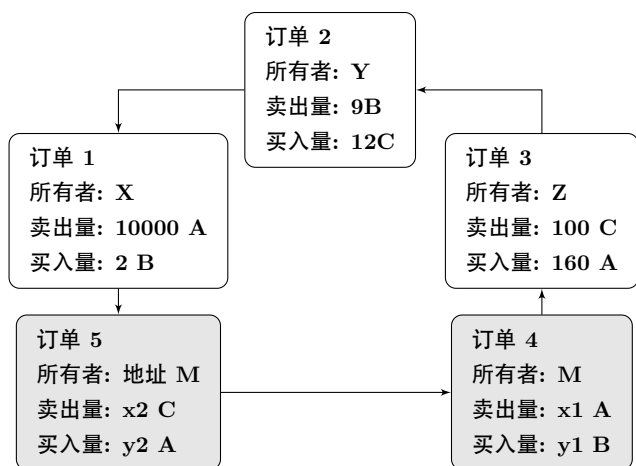 订单 2
所有者: Y
卖出量: 9B
买入量: 12C
订单 1
所有者: X
卖出量: 10000 A
买入量: 2 B
订单 3
所有者: Z
卖出量: 100 C
买入量: 160 A
订单 5
所有者: 地址 M
卖出量: x2 C
买入量: y2 A
订单 4
所有者: M
卖出量: x1 A
买入量: y1 B